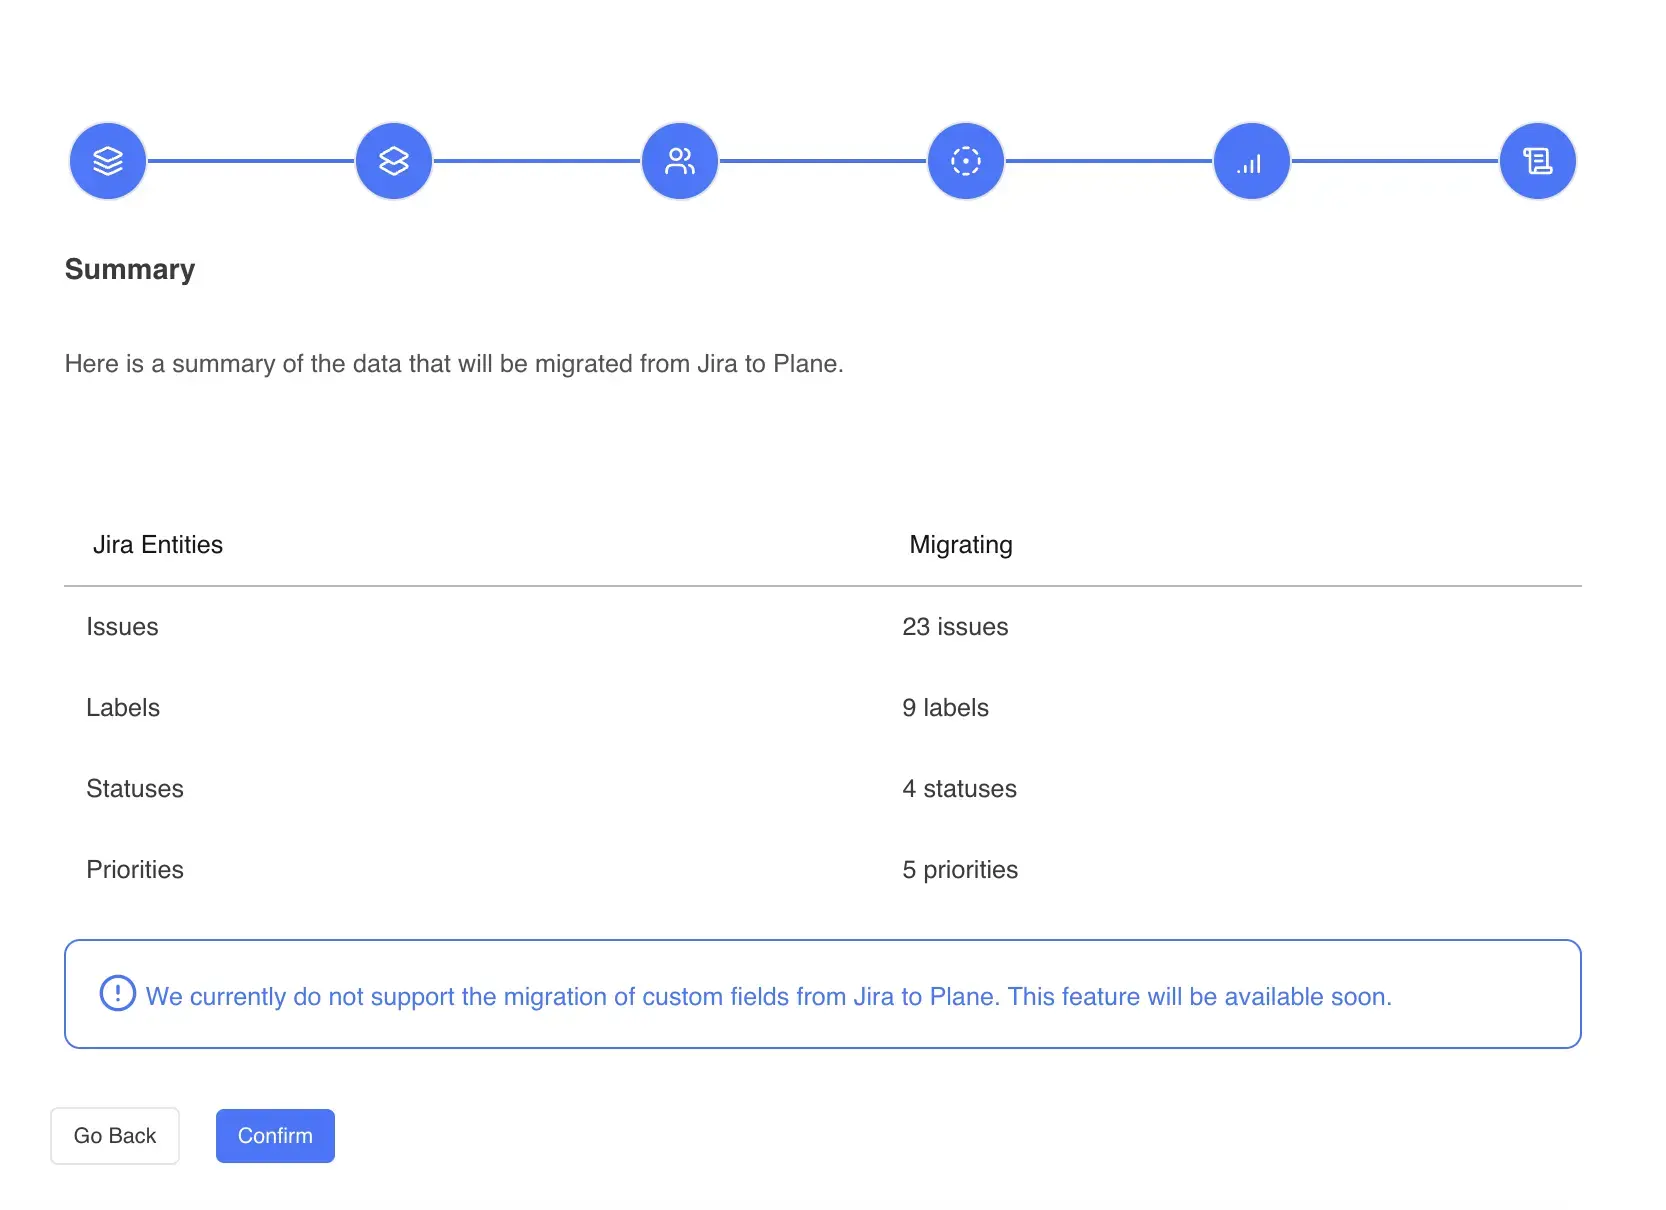 Summary
Here is a summary of the data that will be migrated from Jira to Plane.
Jira Entities Migrating
Issues 23 issues
Labels 9 labels
Statuses 4 statuses
Priorities 5 priorities
We currently do not support the migration of custom fields from Jira to Plane. This feature will be available soon.
Go Back Confirm